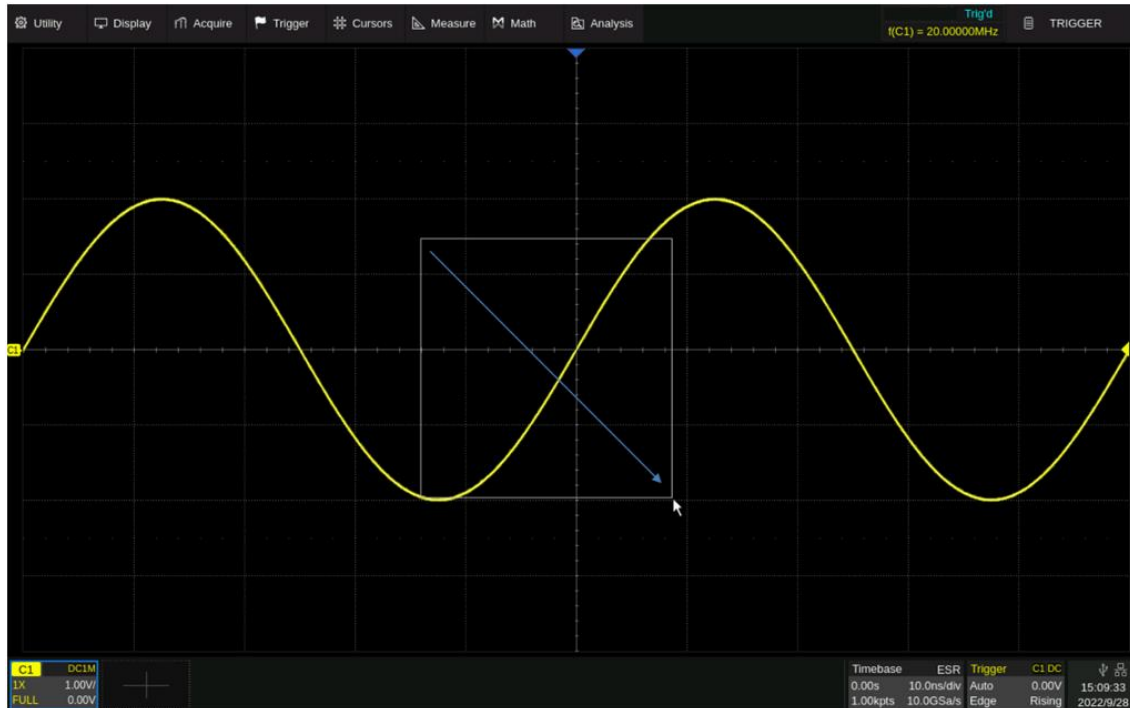 Utility Display Acquire Trigger Cursors Measure Math Analysis
Trig'd
f(C1) = 20.00000MHz
TRIGGER
C1
C1 DC1M
1X 1.00V/
FULL 0.00V
Timebase ESR
0.00s 10.0ns/div
1.00kpts 10.0GSa/s
Trigger C1 DC
Auto 0.00V
Edge Rising
15:09:33
2022/9/28